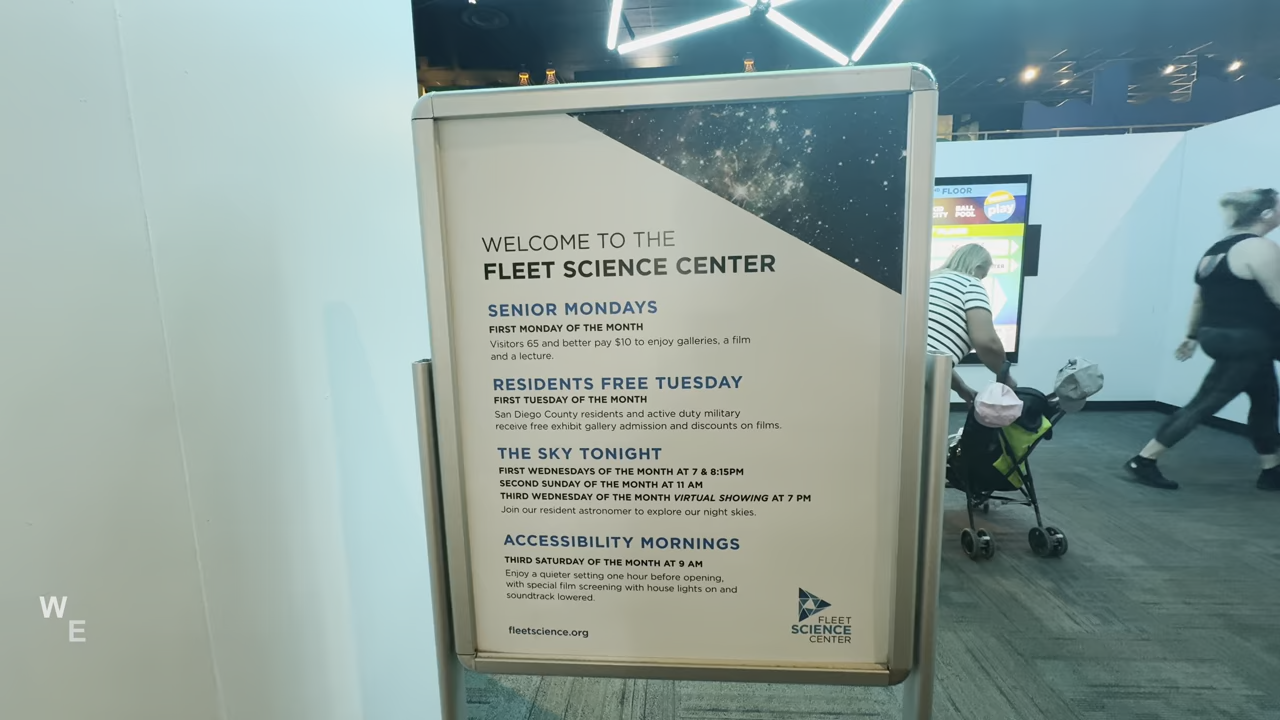 WELCOME TO THE
FLEET SCIENCE CENTER
SENIOR MONDAYS
FIRST MONDAY OF THE MONTH
Visitors 65 and better pay $10 to enjoy galleries, a film
and a lecture.
RESIDENTS FREE TUESDAY
FIRST TUESDAY OF THE MONTH
San Diego County residents and active duty military
receive free exhibit gallery admission and discounts on films.
THE SKY TONIGHT
FIRST WEDNESDAYS OF THE MONTH AT 7 & 8:15PM
SECOND SUNDAY OF THE MONTH AT 11 AM
THIRD WEDNESDAY OF THE MONTH VIRTUAL SHOWING AT 7 PM
Join our resident astronomer to explore our night skies.
ACCESSIBILITY MORNINGS
THIRD SATURDAY OF THE MONTH AT 9 AM
Enjoy a quieter setting one hour before opening,
with special film screening with house lights on and
soundtrack lowered.
fleetscience.org
FLEET
SCIENCE
CENTER
FLOOR
BALL
POOL
play
W
E